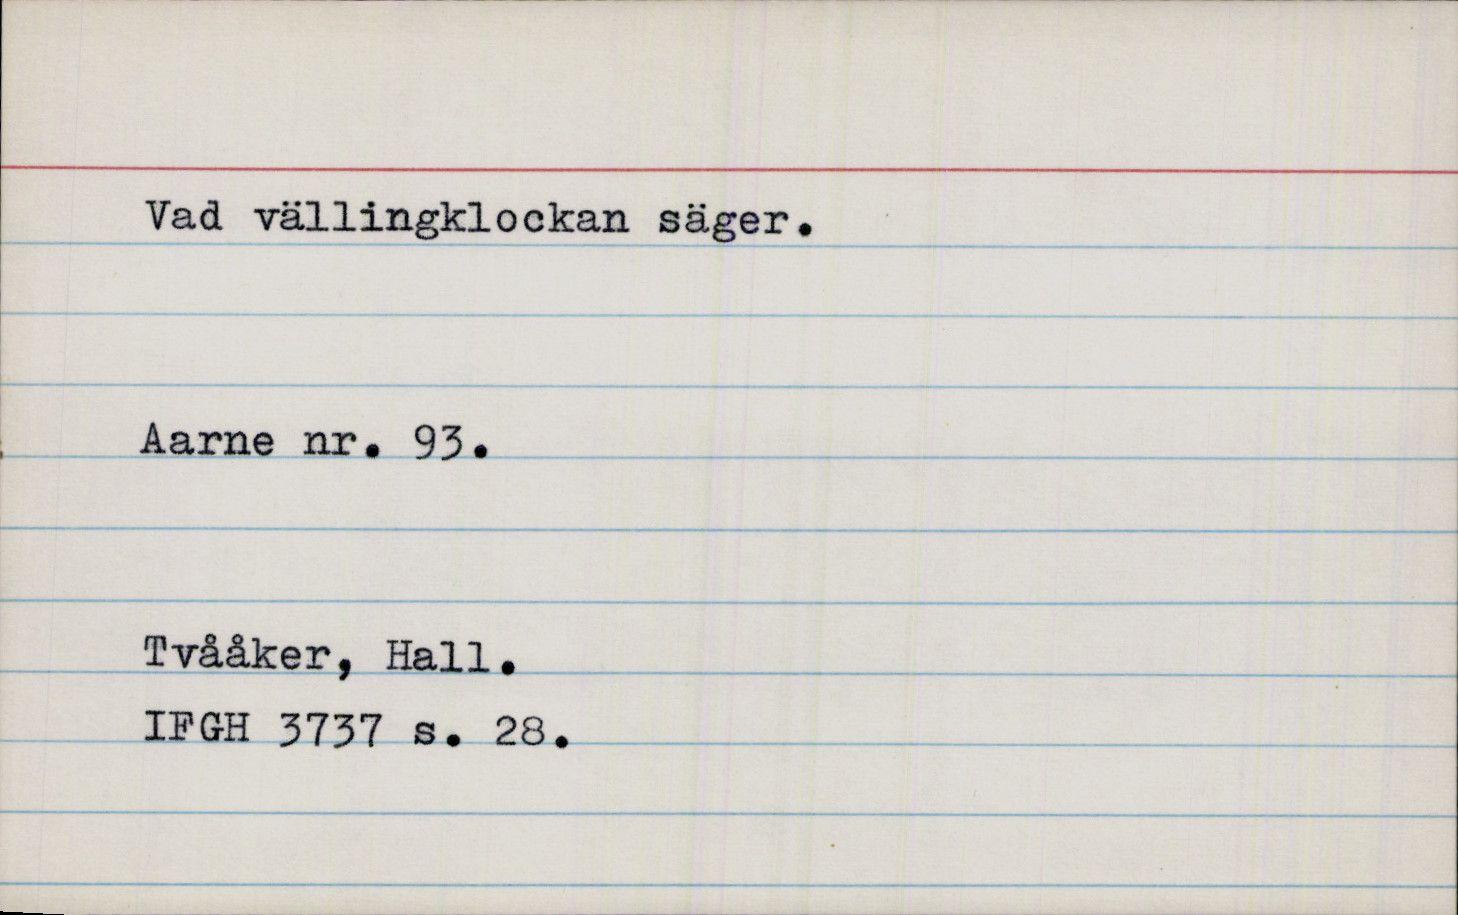 Vad vällingklockan säger.
Aarne nr. 93.
Tvååker, Hall.
IFGH 3737 s. 28.